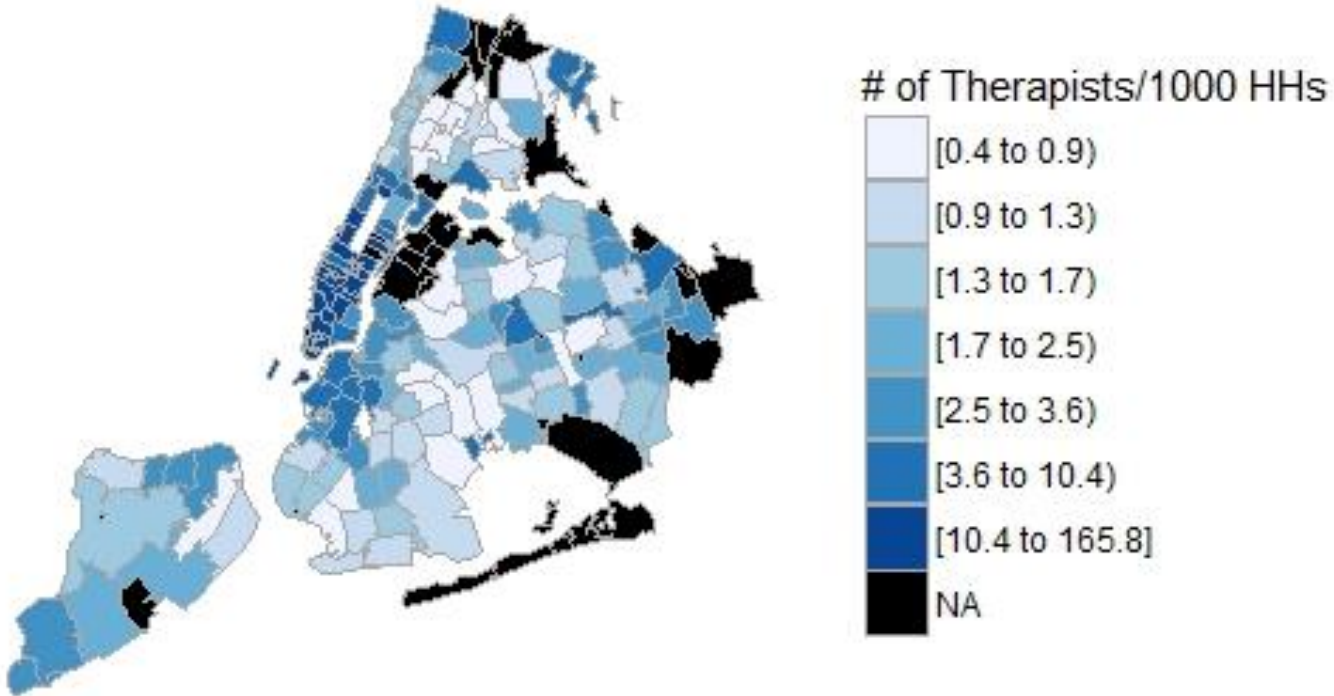 # of Therapists/1000 HHs
[0.4 to 0.9)
[0.9 to 1.3)
[1.3 to 1.7)
[1.7 to 2.5)
[2.5 to 3.6)
[3.6 to 10.4)
[10.4 to 165.8]
NA